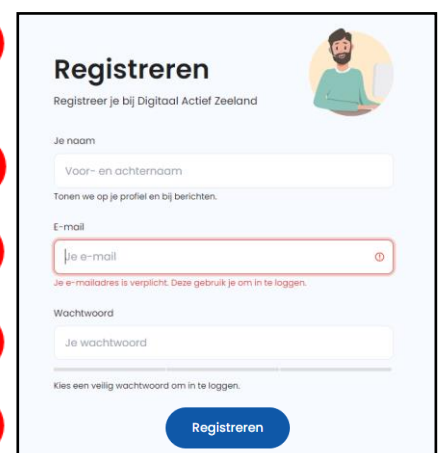 Registreren
Registreer je bij Digitaal Actief Zeeland
Je naam
Voor- en achternaam
Tonen we op je profiel en bij berichten.
E-mail
Je e-mail
Je e-mailadres is verplicht. Deze gebruik je om in te loggen.
Wachtwoord
Je wachtwoord
Kies een veilig wachtwoord om in te loggen.
Registreren